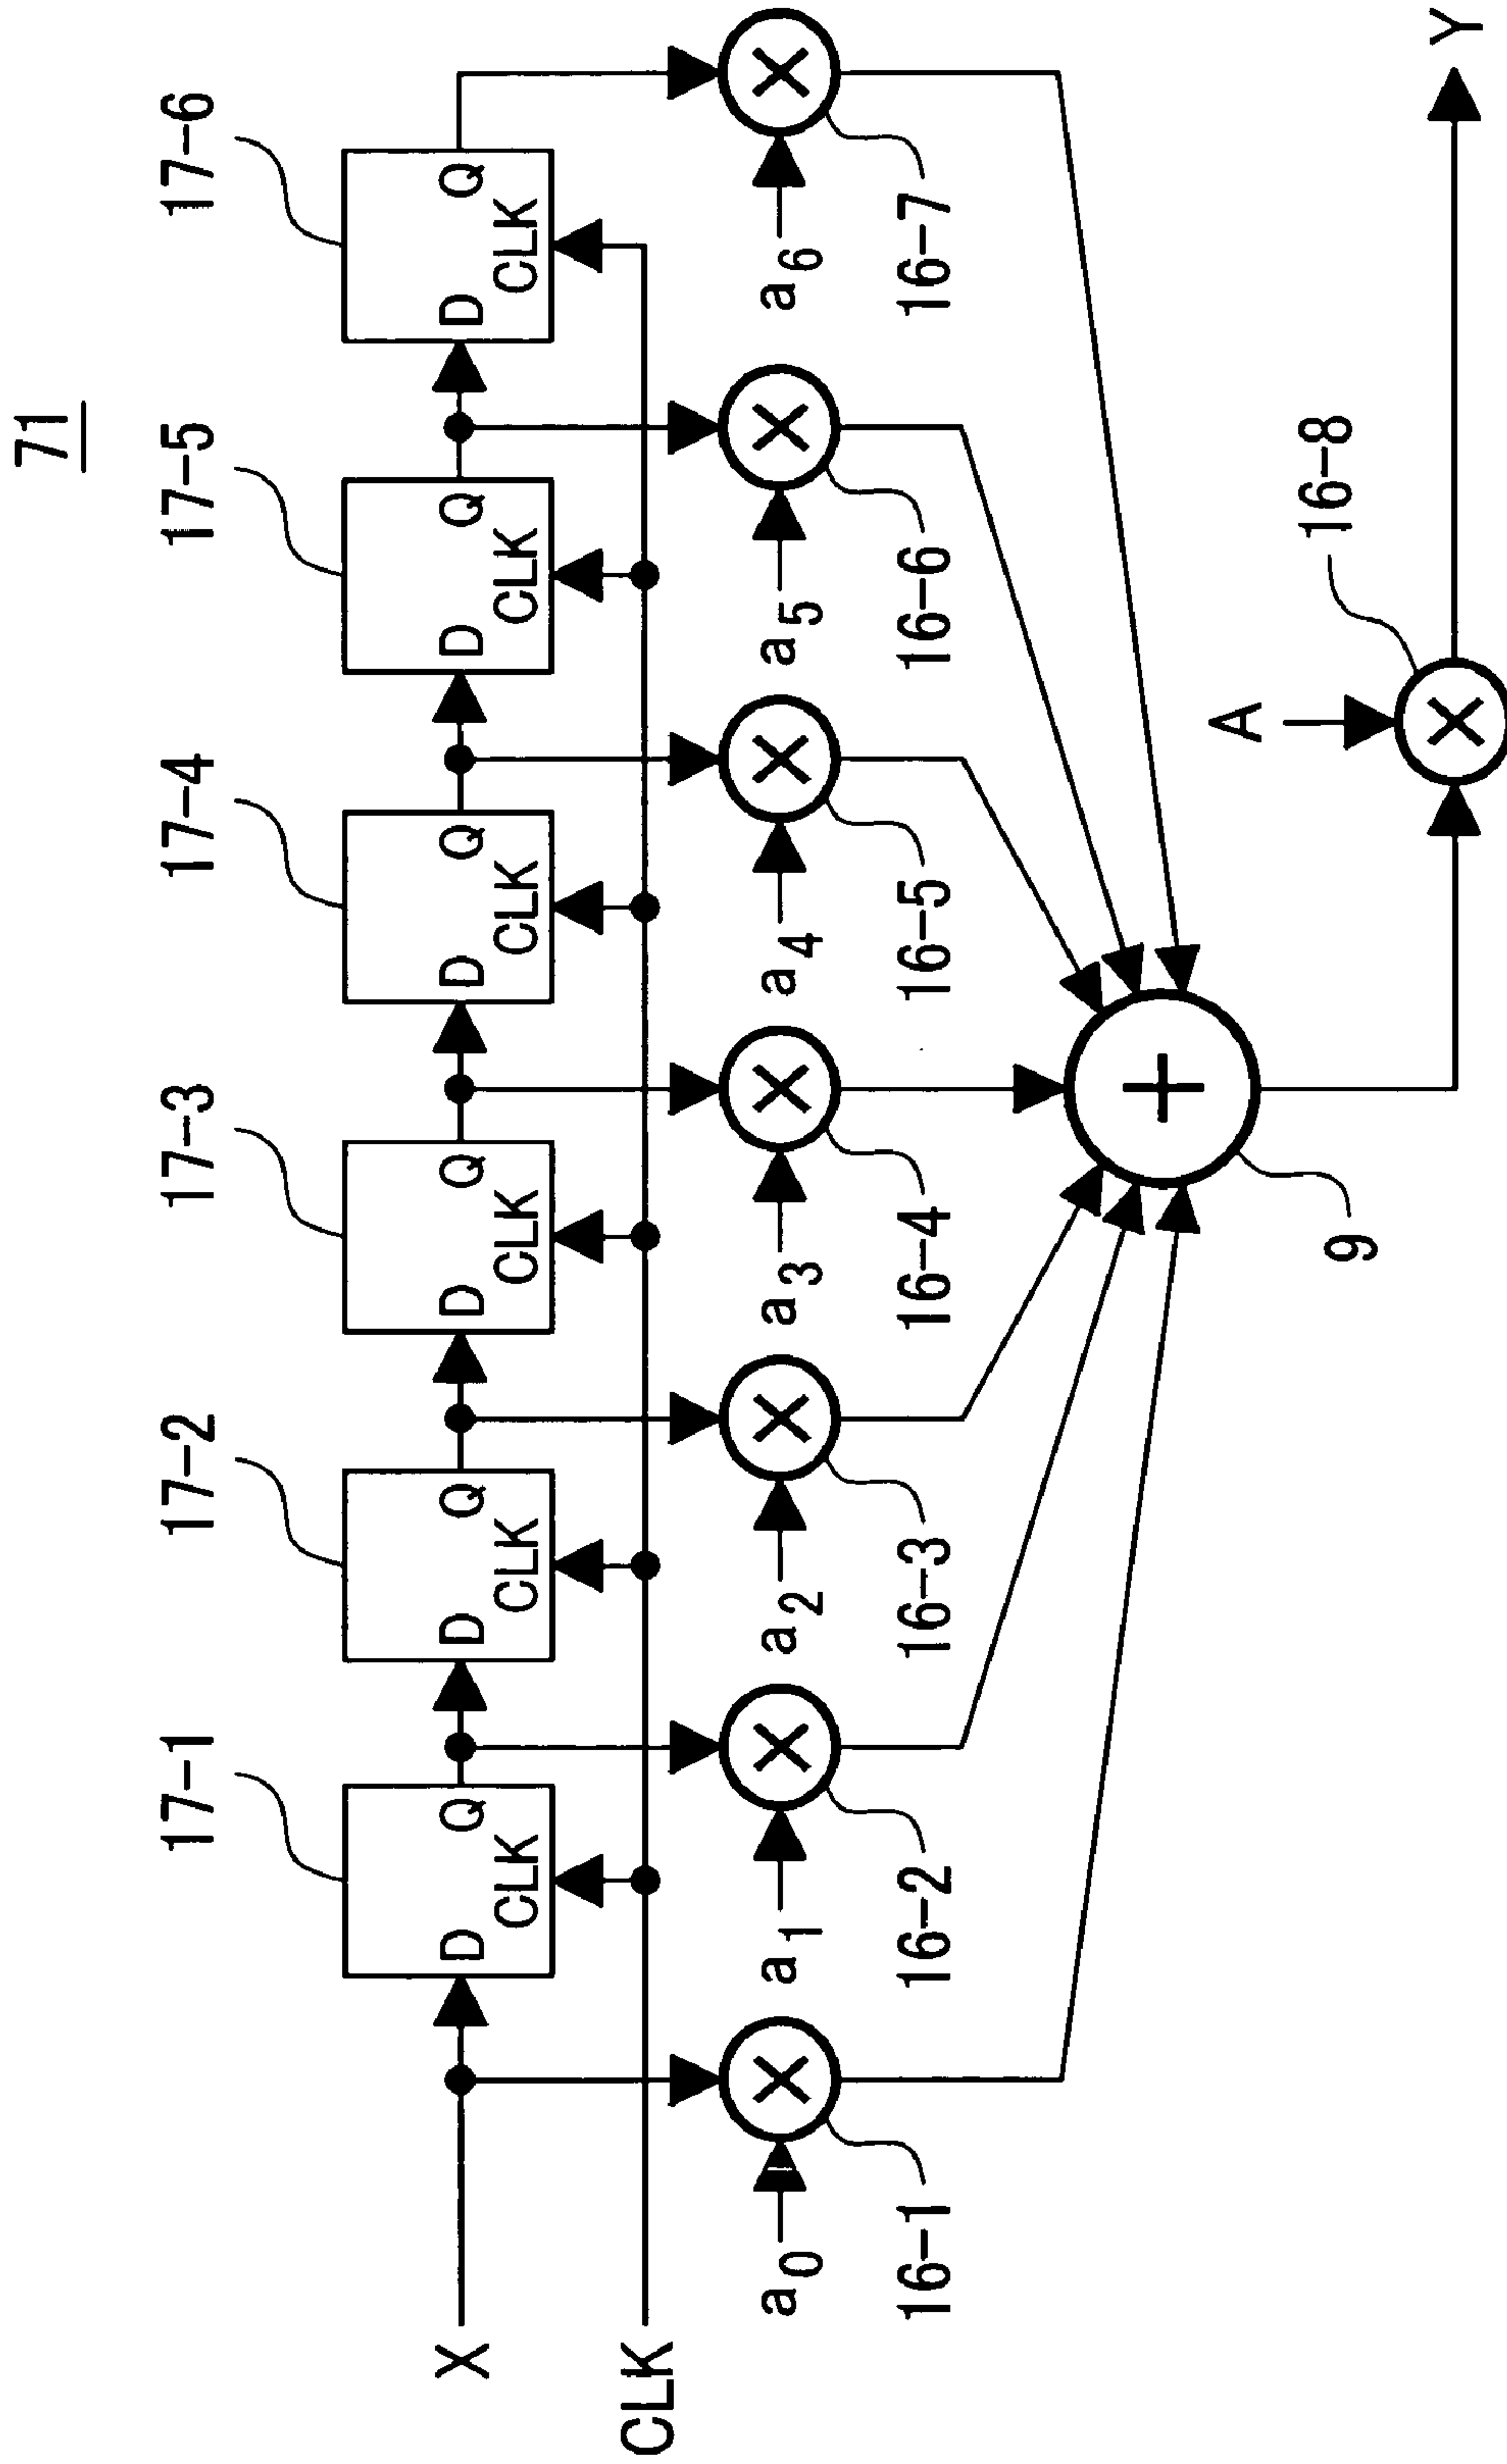 71
17-1 17-2 17-3 17-4 17-5 17-6
X D Q D Q D Q D Q D Q D Q
CLK CLK CLK CLK CLK CLK
CLK
a0 a1 a2 a3 a4 a5 a6
16-1 16-2 16-3 16-4 16-5 16-6 16-7
A 16-8
9
Y